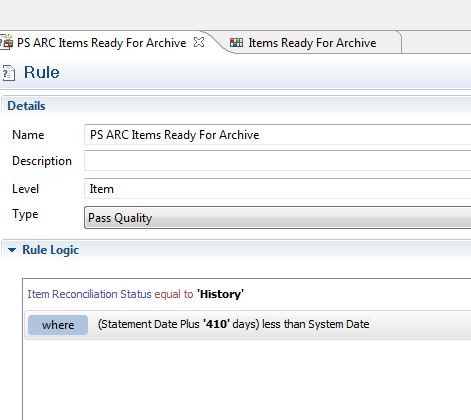 PS ARC Items Ready For Archive
Items Ready For Archive
Rule
Details
Name PS ARC Items Ready For Archive
Description
Level Item
Type Pass Quality
Rule Logic
Item Reconciliation Status equal to 'History'
where (Statement Date Plus '410' days) less than System Date